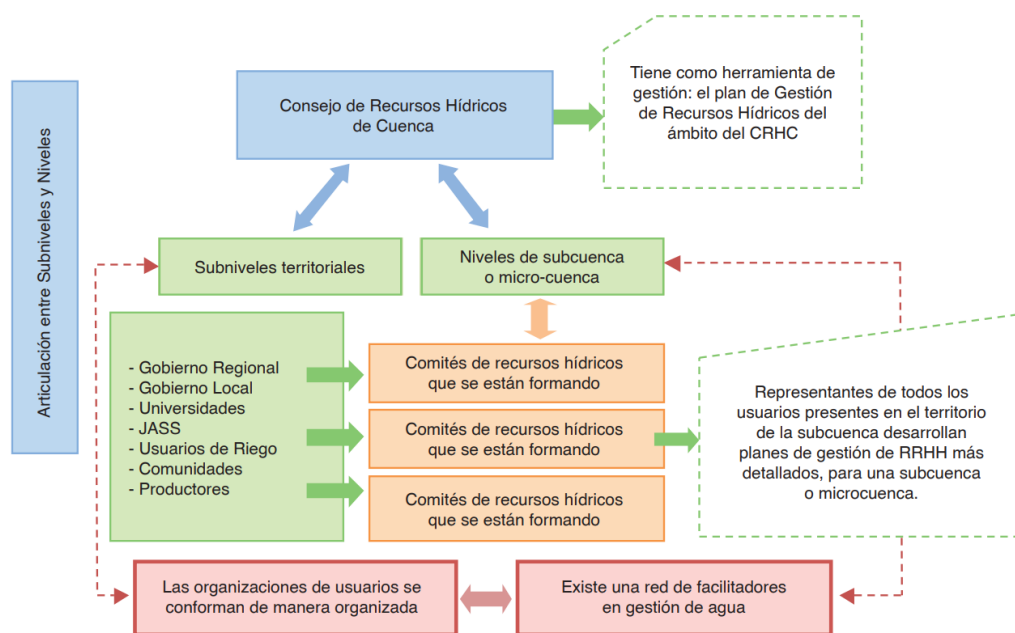 Articulación entre Subniveles y Niveles
Consejo de Recursos Hídricos
de Cuenca
Tiene como herramienta de
gestión: el plan de Gestión
de Recursos Hídricos del
ámbito del CRHC
Subniveles territoriales
Niveles de subcuenca
o micro-cuenca
- Gobierno Regional
- Gobierno Local
- Universidades
- JASS
- Usuarios de Riego
- Comunidades
- Productores
Comités de recursos hídricos
que se están formando
Comités de recursos hídricos
que se están formando
Comités de recursos hídricos
que se están formando
Representantes de todos los
usuarios presentes en el territorio
de la subcuenca desarrollan
planes de gestión de RRHH más
detallados, para una subcuenca
o microcuenca.
Las organizaciones de usuarios se
conforman de manera organizada
Existe una red de facilitadores
en gestión de agua